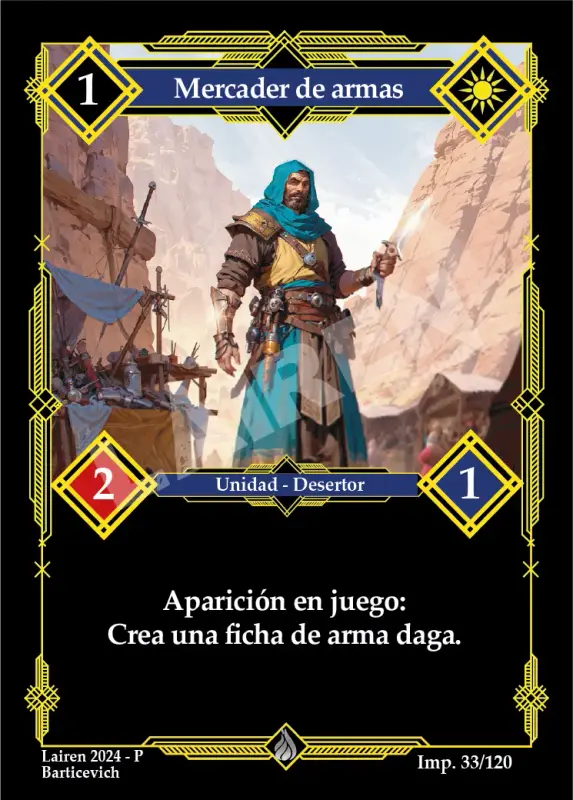 1
Mercader de armas
2
Unidad - Desertor
1
Aparición en juego:
Crea una ficha de arma daga.
Lairen 2024 - P
Barticevich
Imp. 33/120